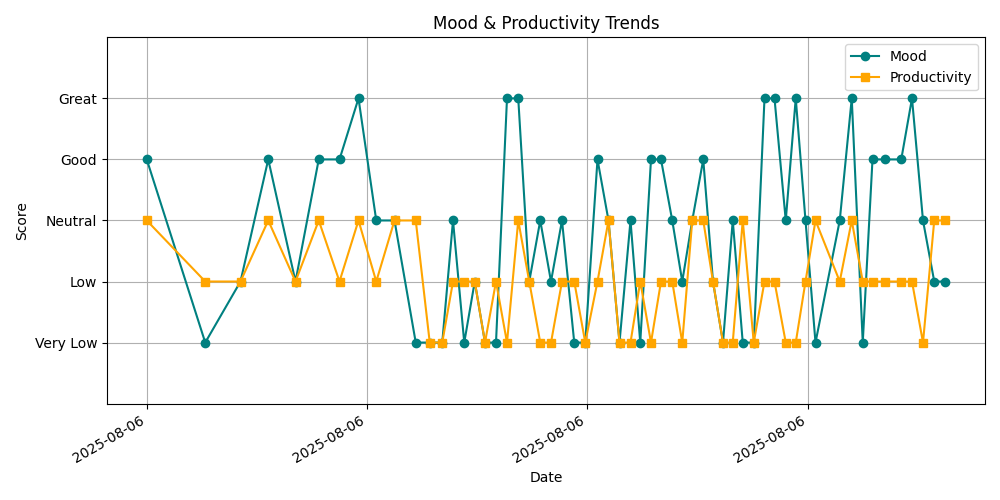 Mood & Productivity Trends
Mood
Productivity
Great
Good
Neutral
Low
Very Low
Score
2025-08-06
2025-08-06
2025-08-06
2025-08-06
Date